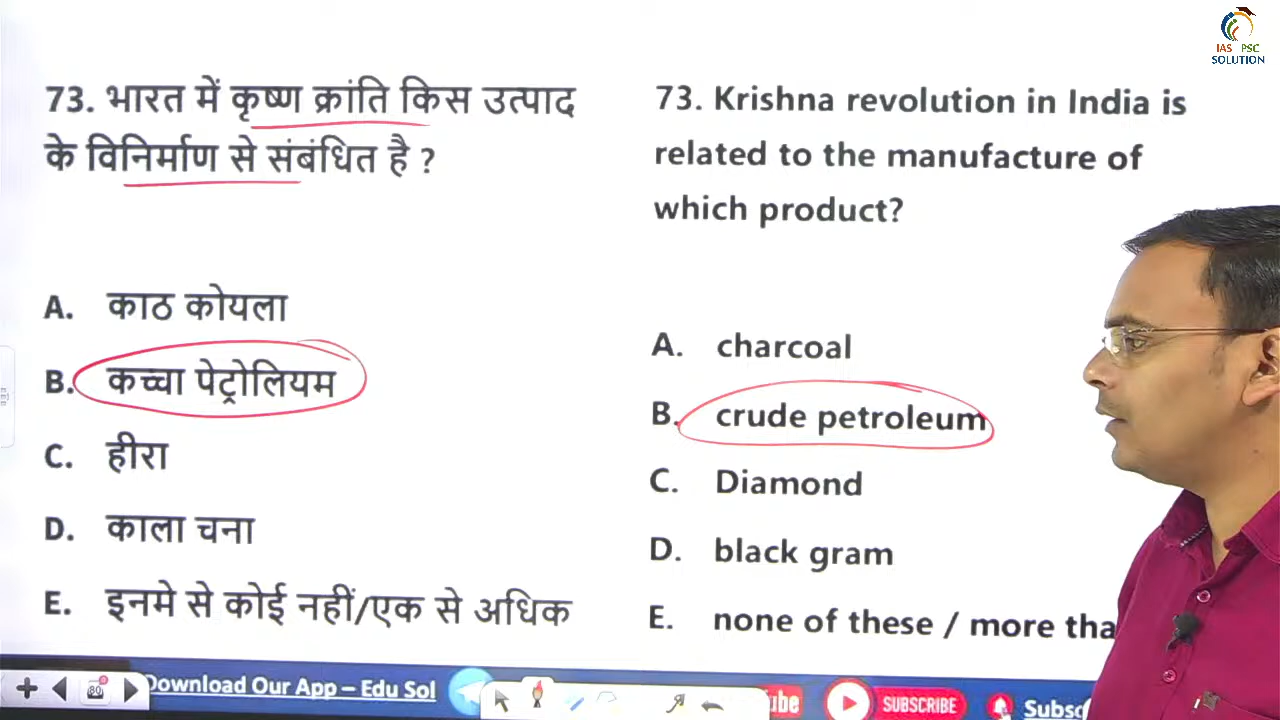 IAS PSC
SOLUTION
73. भारत में कृष्ण क्रांति किस उत्पाद
के विनिर्माण से संबंधित है ?
A. काठ कोयला
B. कच्चा पेट्रोलियम
C. हीरा
D. काला चना
E. इनमे से कोई नहीं/एक से अधिक
73. Krishna revolution in India is
related to the manufacture of
which product?
A. charcoal
B. crude petroleum
C. Diamond
D. black gram
E. none of these / more tha
80
Download Our App – Edu Sol
SUBSCRIBE